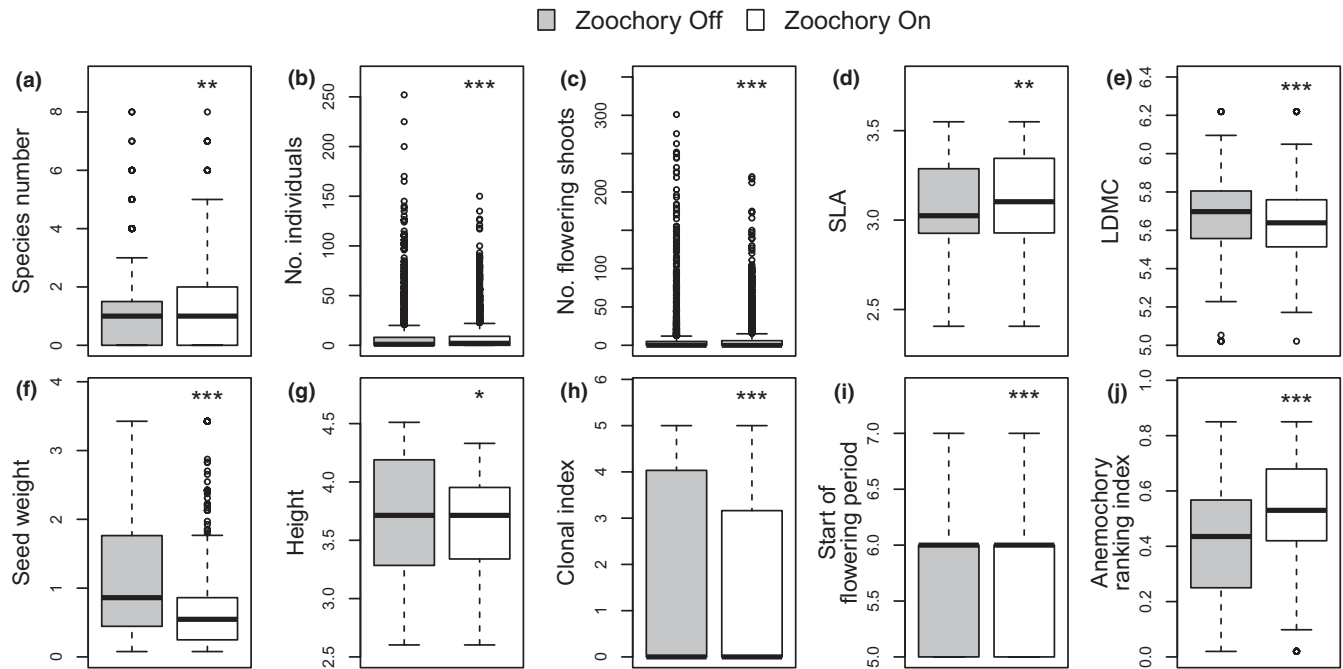 Zoochory Off Zoochory On
(a)
**
Species number
8
6
4
2
0
(b)
***
No. individuals
250
200
150
100
50
0
(c)
***
No. flowering shoots
300
200
100
50
0
(d)
**
SLA
3.5
3.0
2.5
(e)
***
LDMC
6.4
6.2
6.0
5.8
5.6
5.4
5.2
5.0
(f)
***
Seed weight
4
3
2
1
0
(g)
*
Height
4.5
4.0
3.5
3.0
2.5
(h)
***
Clonal index
6
5
4
3
2
1
0
(i)
***
Start of
flowering period
7.0
6.5
6.0
5.5
5.0
(j)
***
Anemochory
ranking index
1.0
0.8
0.6
0.4
0.2
0.0